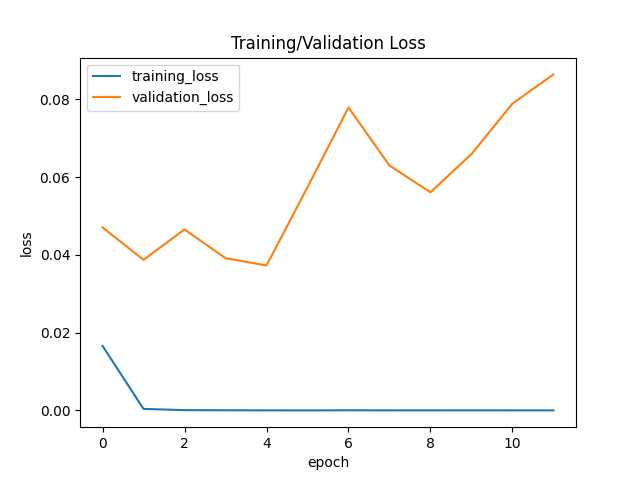 Training/Validation Loss
training_loss
validation_loss
loss
0.08
0.06
0.04
0.02
0.00
0 2 4 6 8 10
epoch